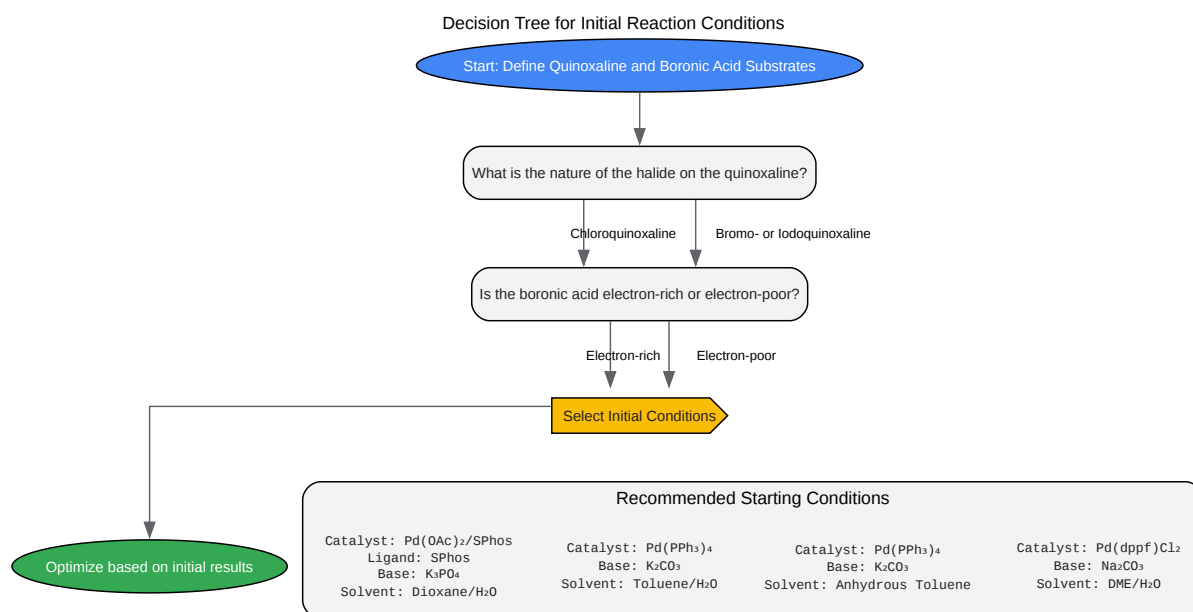 Decision Tree for Initial Reaction Conditions
Start: Define Quinoxaline and Boronic Acid Substrates
What is the nature of the halide on the quinoxaline?
Chloroquinoxaline
Bromo- or Iodoquinoxaline
Is the boronic acid electron-rich or electron-poor?
Electron-rich
Electron-poor
Select Initial Conditions
Optimize based on initial results
Recommended Starting Conditions
Catalyst: Pd(OAc)₂/SPhos
Ligand: SPhos
Base: K₃PO₄
Solvent: Dioxane/H₂O
Catalyst: Pd(PPh₃)₄
Base: K₂CO₃
Solvent: Toluene/H₂O
Catalyst: Pd(PPh₃)₄
Base: K₂CO₃
Solvent: Anhydrous Toluene
Catalyst: Pd(dppf)Cl₂
Base: Na₂CO₃
Solvent: DME/H₂O